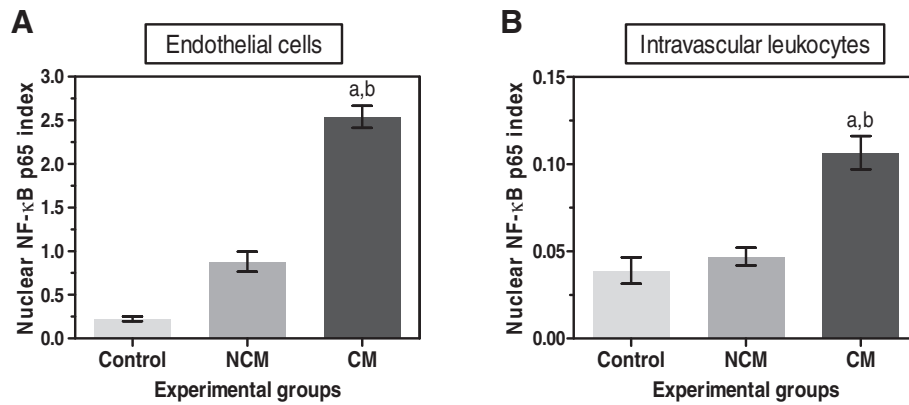 A
Endothelial cells
Nuclear NF-κB p65 index
3.0
2.5
2.0
1.5
1.0
0.5
0.0
a,b
Control NCM CM
Experimental groups
B
Intravascular leukocytes
Nuclear NF-κB p65 index
0.15
0.10
0.05
0.00
a,b
Control NCM CM
Experimental groups